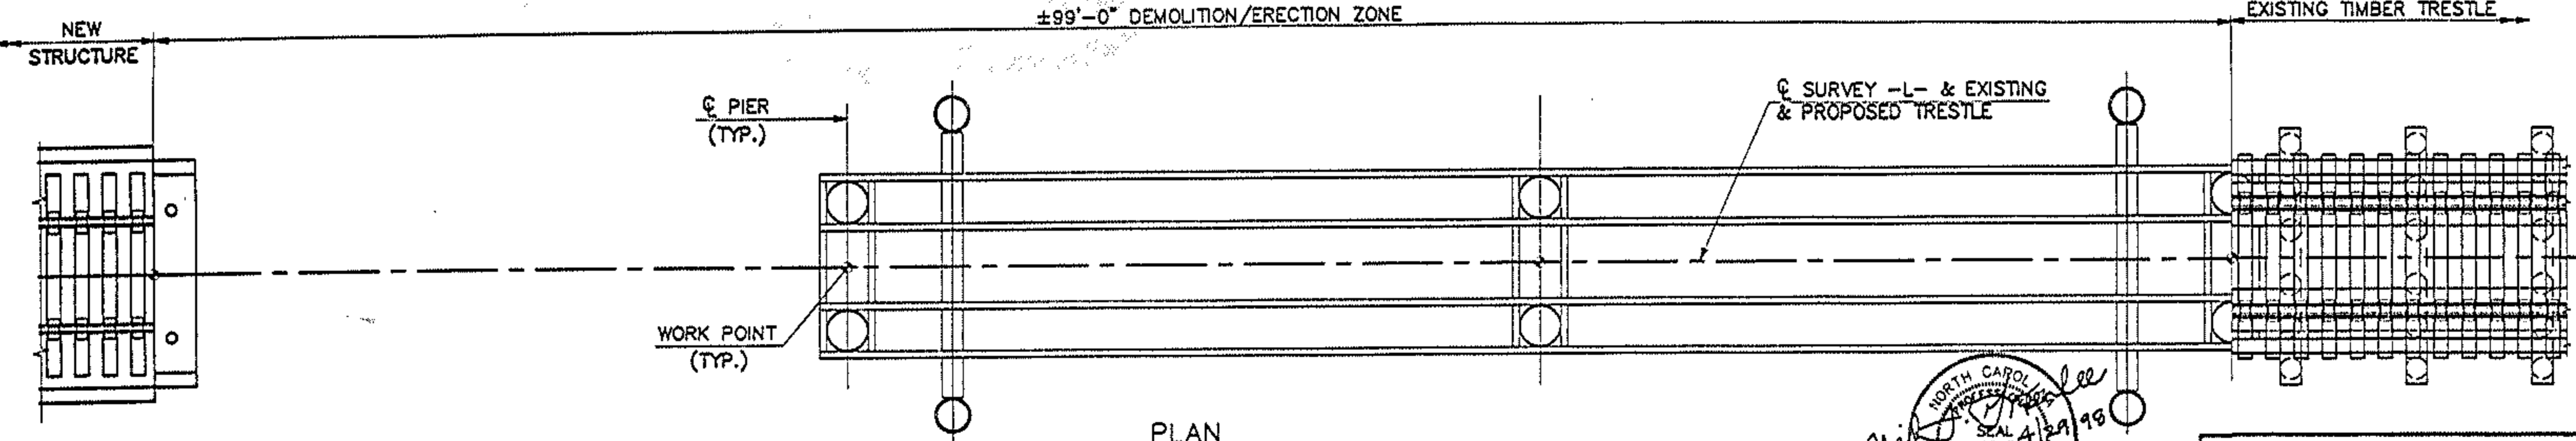 ±99'-0" DEMOLITION/ERECTION ZONE
EXISTING TIMBER TRESTLE
NEW
STRUCTURE
℄ PIER
(TYP.)
℄ SURVEY -L- & EXISTING
& PROPOSED TRESTLE
WORK POINT
(TYP.)
NORTH CAROLINA
SEAL
4/29/98
PLAN